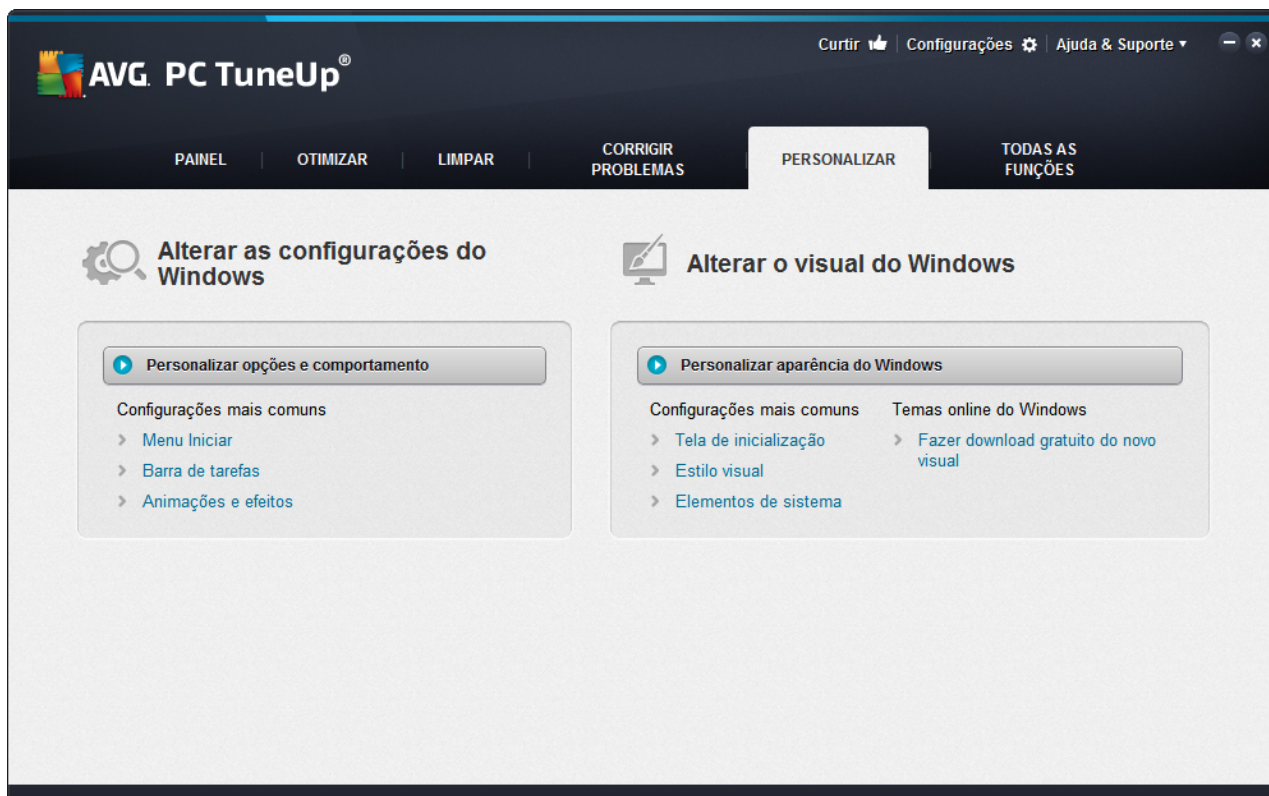 Curtir Configurações Ajuda & Suporte
AVG. PC TuneUp®
PAINEL
OTIMIZAR
LIMPAR
CORRIGIR
PROBLEMAS
PERSONALIZAR
TODAS AS
FUNÇÕES
Alterar as configurações do
Windows
Personalizar opções e comportamento
Configurações mais comuns
Menu Iniciar
Barra de tarefas
Animações e efeitos
Alterar o visual do Windows
Personalizar aparência do Windows
Configurações mais comuns
Tela de inicialização
Estilo visual
Elementos de sistema
Temas online do Windows
Fazer download gratuito do novo
visual